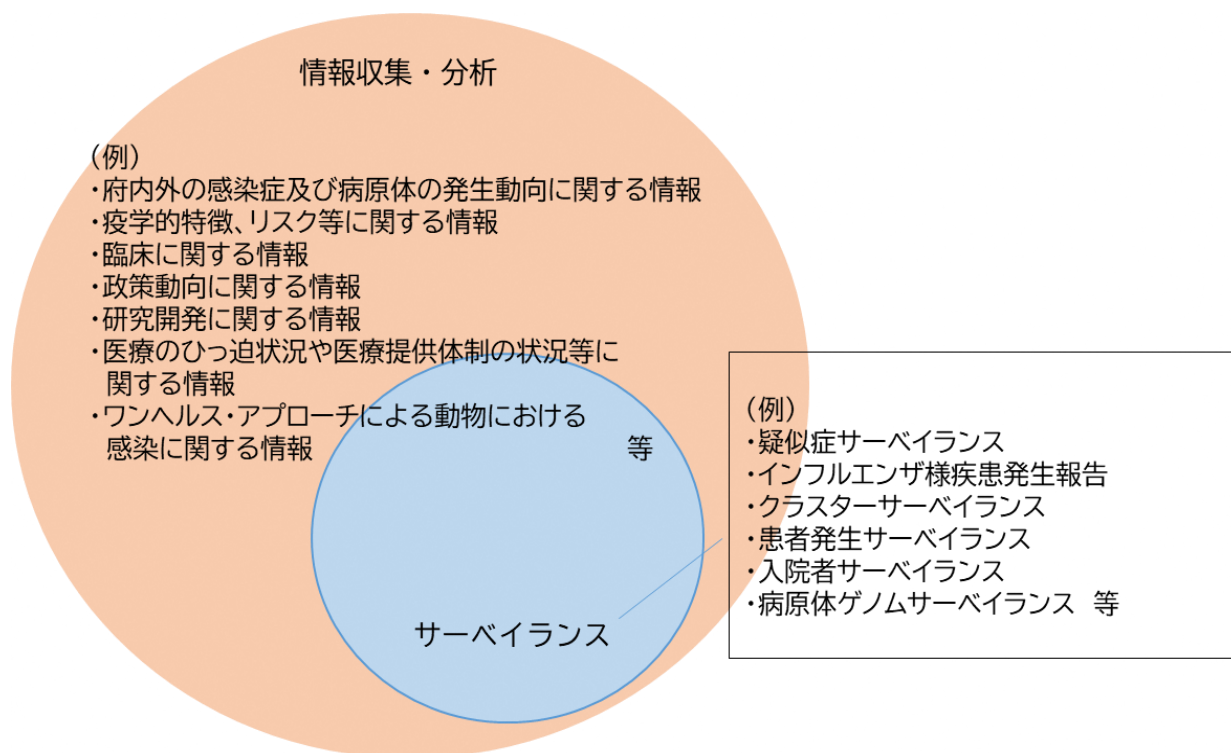 情報収集・分析
（例）
・府内外の感染症及び病原体の発生動向に関する情報
・疫学的特徴、リスク等に関する情報
・臨床に関する情報
・政策動向に関する情報
・研究開発に関する情報
・医療のひっ迫状況や医療提供体制の状況等に
関する情報
・ワンヘルス・アプローチによる動物における
感染に関する情報　等
サーベイランス
（例）
・疑似症サーベイランス
・インフルエンザ様疾患発生報告
・クラスターサーベイランス
・患者発生サーベイランス
・入院者サーベイランス
・病原体ゲノムサーベイランス　等